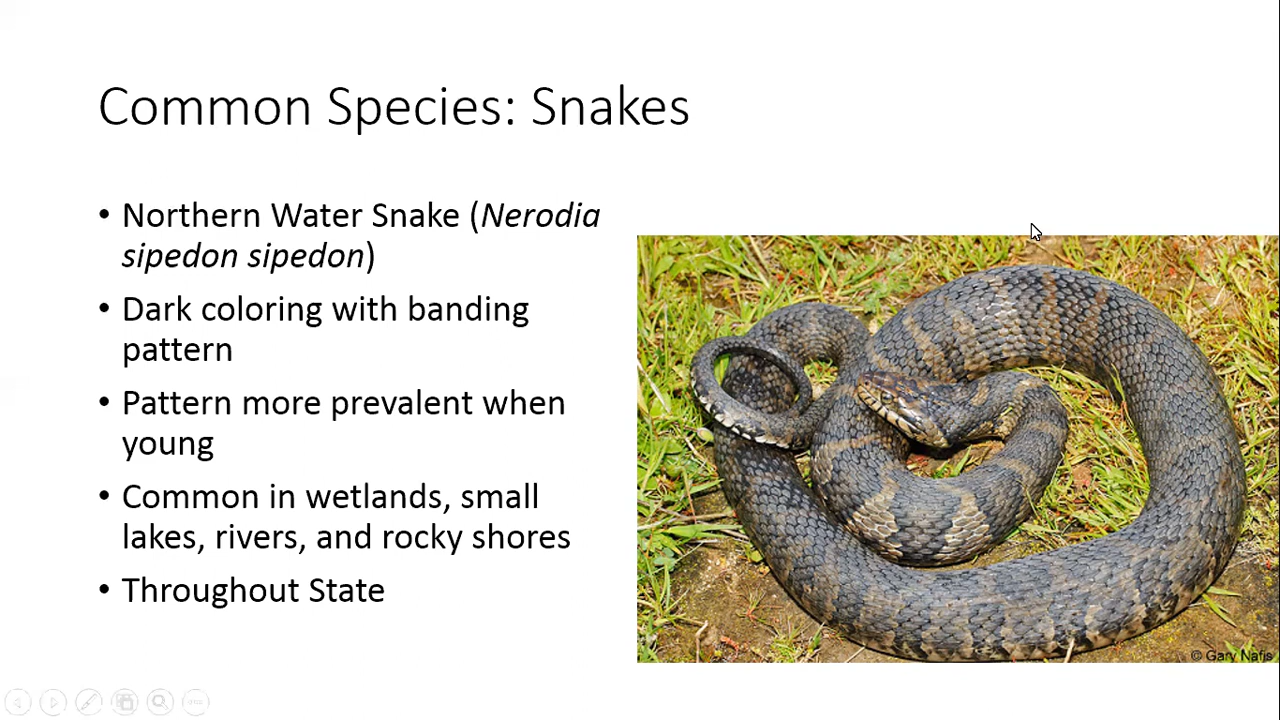 Common Species: Snakes
• Northern Water Snake (Nerodia
sipedon sipedon)
• Dark coloring with banding
pattern
• Pattern more prevalent when
young
• Common in wetlands, small
lakes, rivers, and rocky shores
• Throughout State
© Gary Nafis